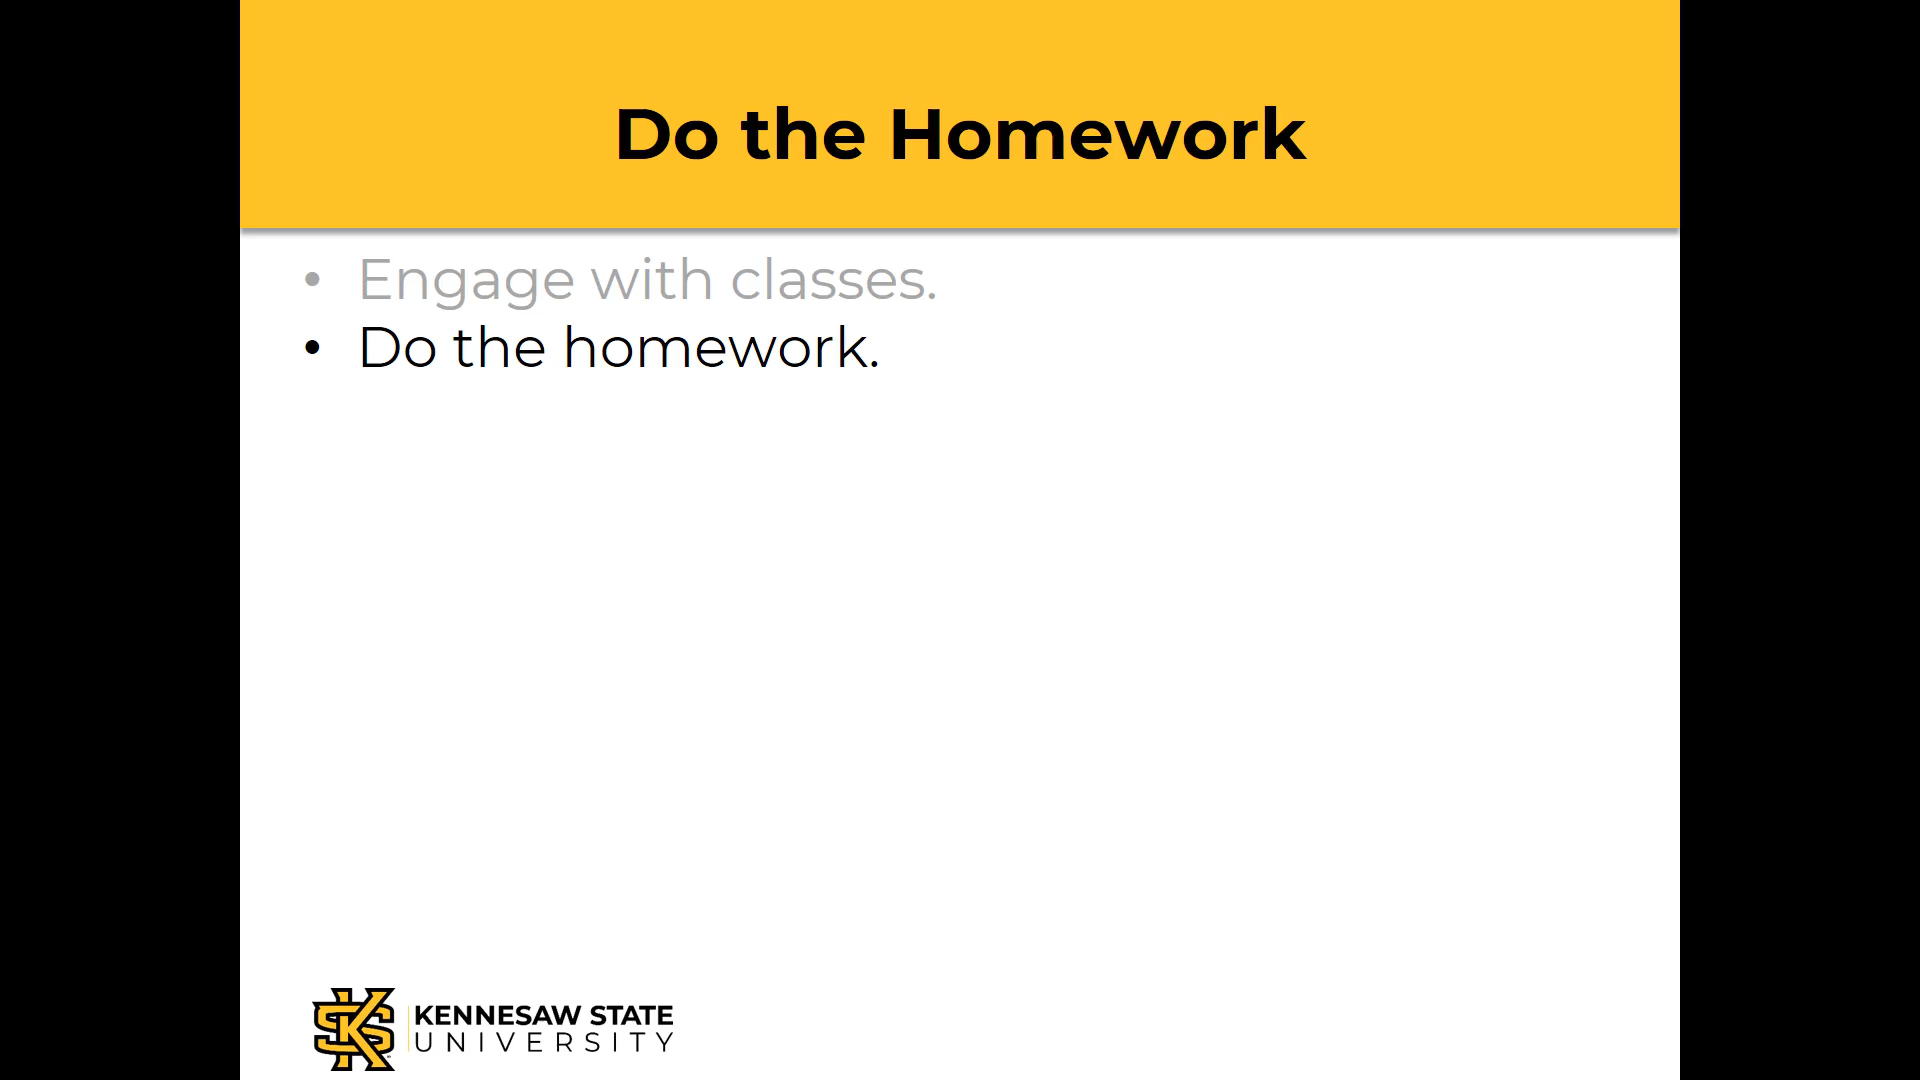 Do the Homework
• Engage with classes.
• Do the homework.
KENNESAW STATE
UNIVERSITY